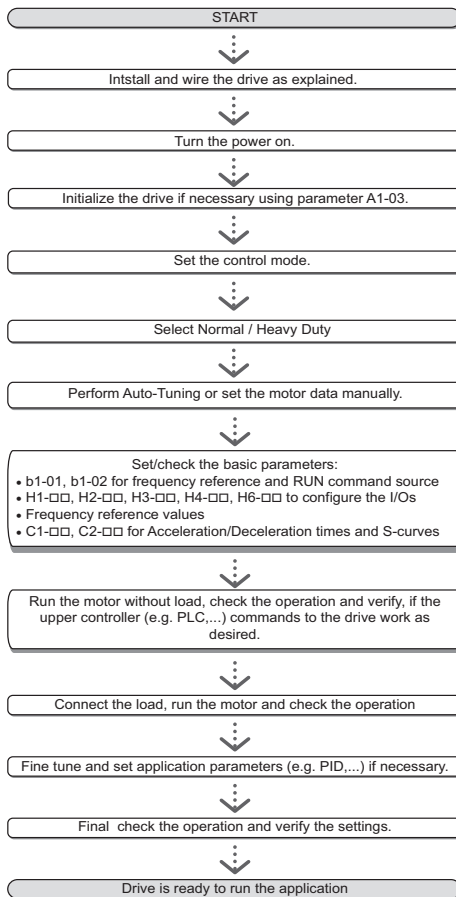 START
Intstall and wire the drive as explained.
Turn the power on.
Initialize the drive if necessary using parameter A1-03.
Set the control mode.
Select Normal / Heavy Duty
Perform Auto-Tuning or set the motor data manually.
Set/check the basic parameters:
• b1-01, b1-02 for frequency reference and RUN command source
• H1-□□, H2-□□, H3-□□, H4-□□, H6-□□ to configure the I/Os
• Frequency reference values
• C1-□□, C2-□□ for Acceleration/Deceleration times and S-curves
Run the motor without load, check the operation and verify, if the
upper controller (e.g. PLC,...) commands to the drive work as
desired.
Connect the load, run the motor and check the operation
Fine tune and set application parameters (e.g. PID,...) if necessary.
Final check the operation and verify the settings.
Drive is ready to run the application